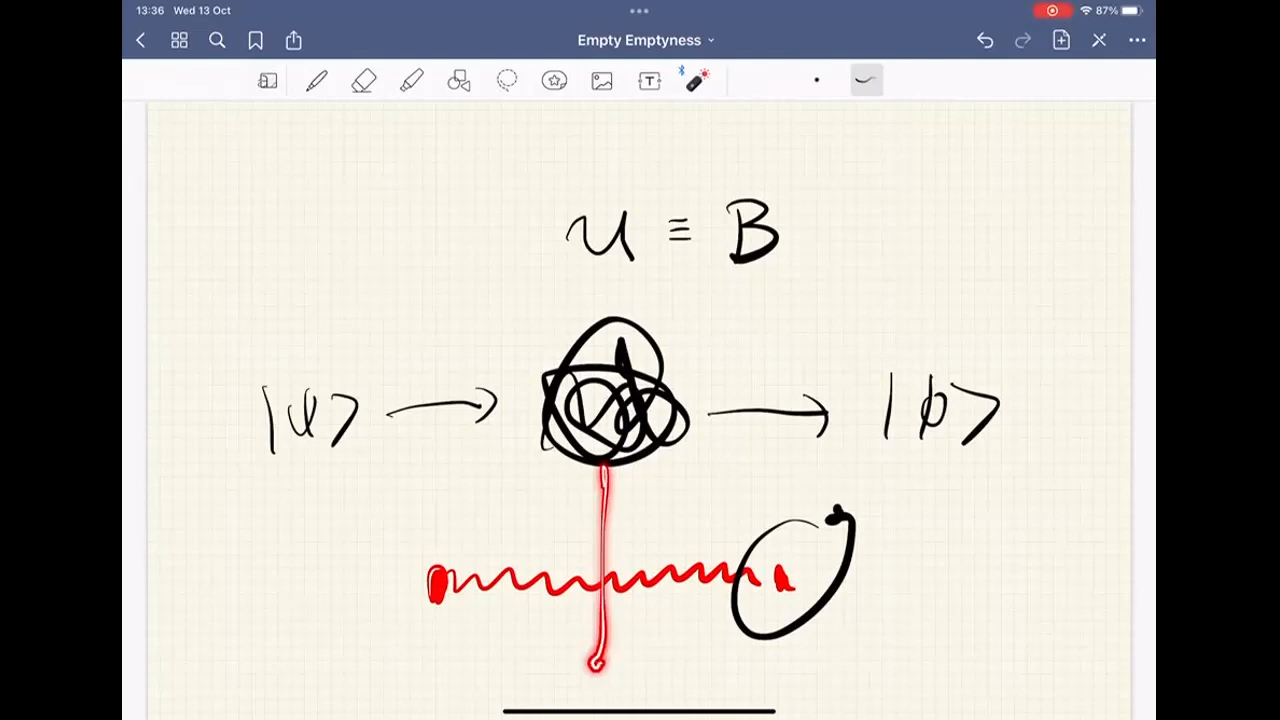 13:36 Wed 13 Oct 87%
Empty Emptyness
T
u ≡ B
|ψ> → → |ϕ>